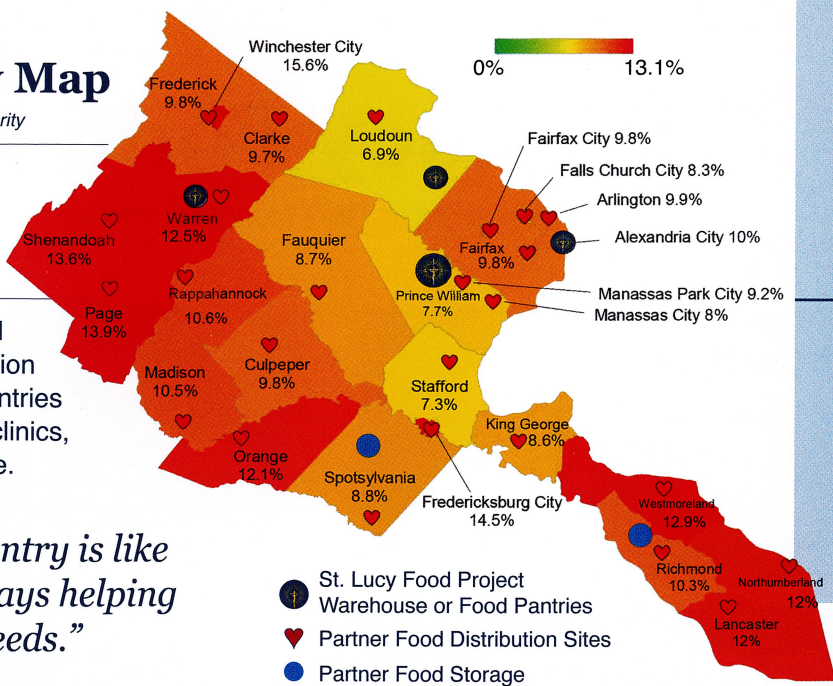 Map
rity
Winchester City
15.6%
0%
13.1%
Frederick
9.8%
Clarke
9.7%
Loudoun
6.9%
Fairfax City 9.8%
Falls Church City 8.3%
Arlington 9.9%
Alexandria City 10%
Fairfax
9.8%
Warren
12.5%
Shenandoah
13.6%
Fauquier
8.7%
Prince William
7.7%
Manassas Park City 9.2%
Manassas City 8%
Page
13.9%
Rappahannock
10.6%
Madison
10.5%
Culpeper
9.8%
Stafford
7.3%
King George
8.6%
Orange
12.1%
Spotsylvania
8.8%
Fredericksburg City
14.5%
Westmoreland
12.9%
Richmond
10.3%
Northumberland
12%
Lancaster
12%
tion
ntries
clinics,
e.
ntry is like
ays helping
eeds.”
St. Lucy Food Project
Warehouse or Food Pantries
Partner Food Distribution Sites
Partner Food Storage